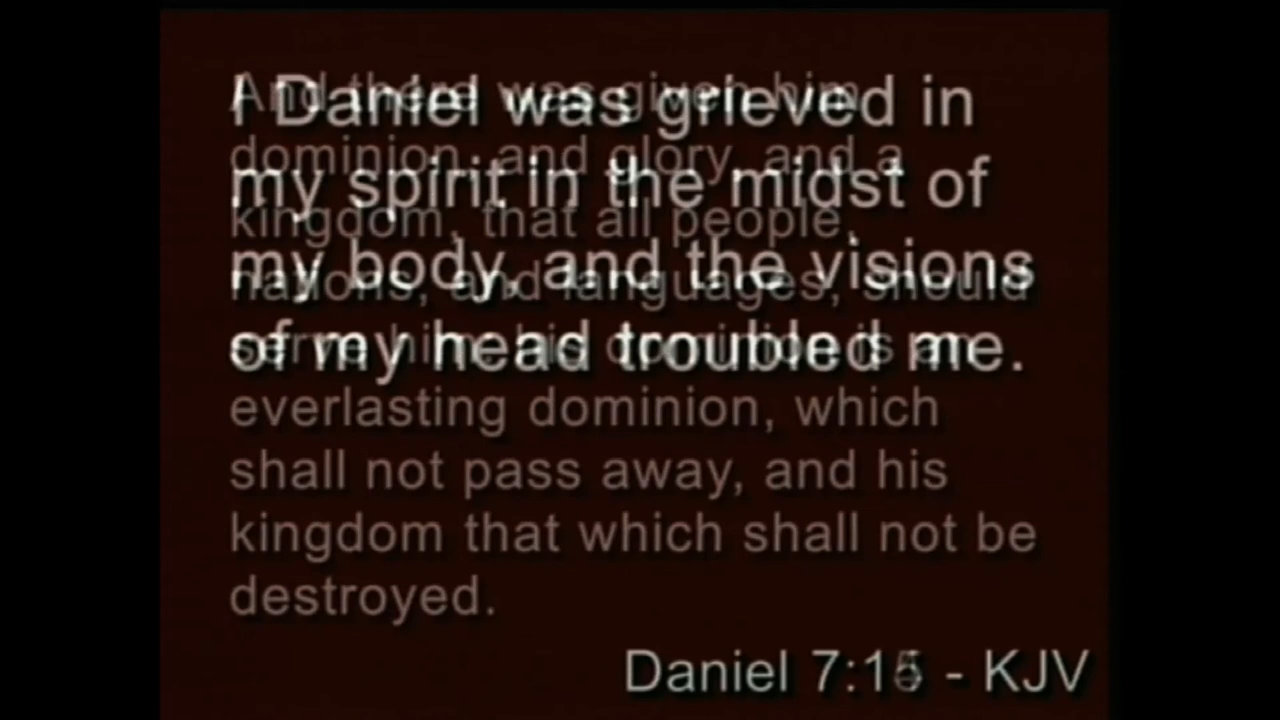 I Daniel was grieved in
my spirit in the midst of
my body, and the visions
of my head troubled me.
And there was given him
dominion, and glory, and a
kingdom, that all people,
nations, and languages, should
serve him: his dominion is an
everlasting dominion, which
shall not pass away, and his
kingdom that which shall not be
destroyed.
Daniel 7:15 - KJV